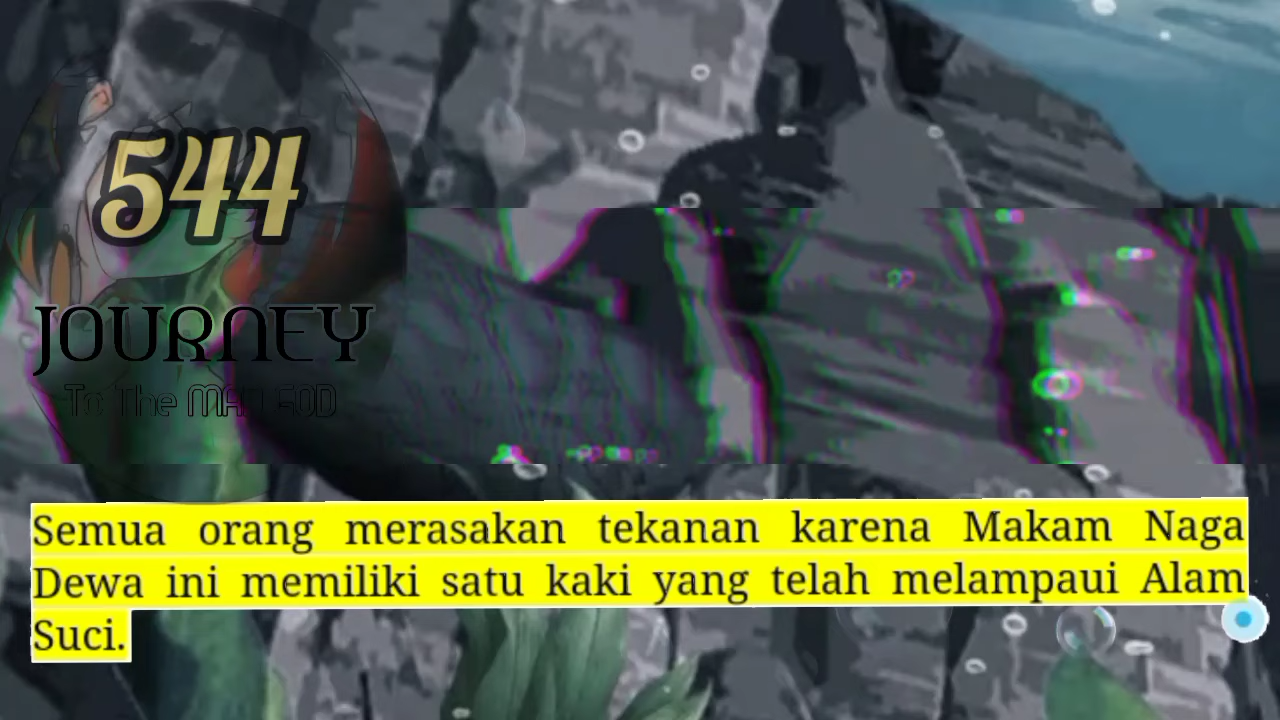 544
JOURNEY
To The MAN GOD
Semua orang merasakan tekanan karena Makam Naga
Dewa ini memiliki satu kaki yang telah melampaui Alam
Suci.